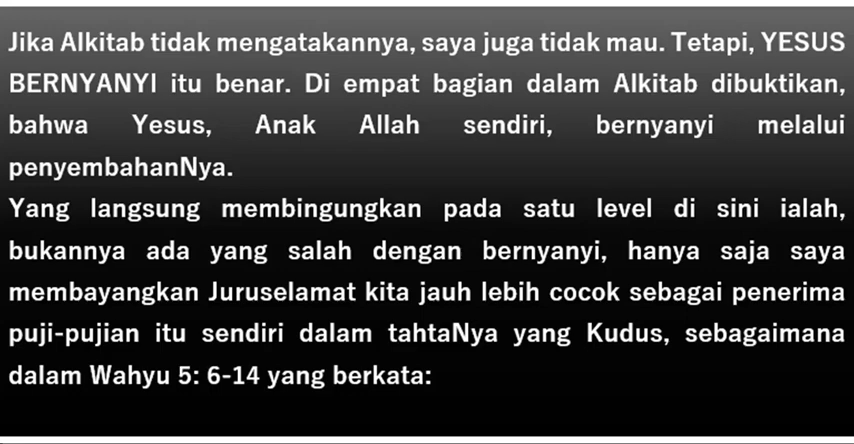 Jika Alkitab tidak mengatakannya, saya juga tidak mau. Tetapi, YESUS
BERNYANYI itu benar. Di empat bagian dalam Alkitab dibuktikan,
bahwa Yesus, Anak Allah sendiri, bernyanyi melalui
penyembahanNya.
Yang langsung membingungkan pada satu level di sini ialah,
bukannya ada yang salah dengan bernyanyi, hanya saja saya
membayangkan Juruselamat kita jauh lebih cocok sebagai penerima
puji-pujian itu sendiri dalam tahtaNya yang Kudus, sebagaimana
dalam Wahyu 5: 6-14 yang berkata: